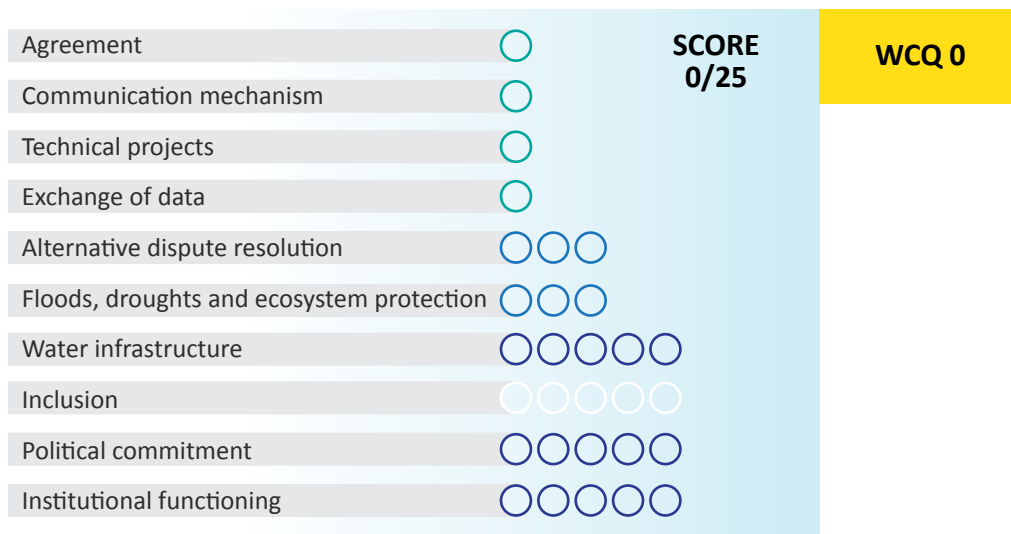 Agreement
Communication mechanism
Technical projects
Exchange of data
Alternative dispute resolution
Floods, droughts and ecosystem protection
Water infrastructure
Inclusion
Political commitment
Institutional functioning
SCORE
0/25
WCQ 0